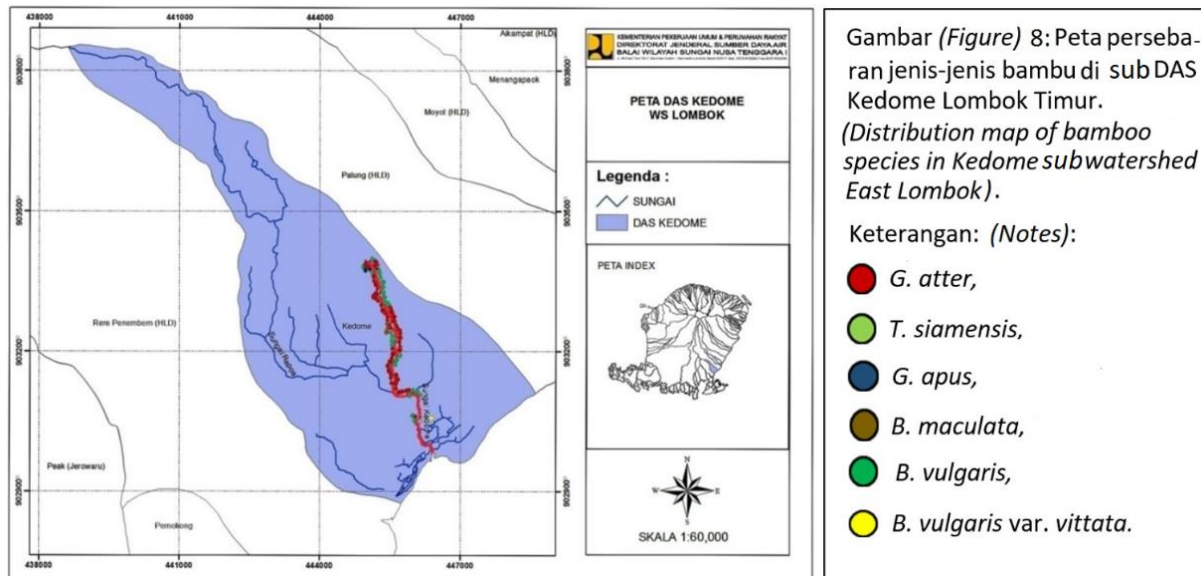 438000 441000 444000 447000
Aikampat (HLD)
Menangapaok
Moyot (HLD)
Palung (HLD)
Rere Penembem (HLD)
Kedome
Peak (Jerowaru)
Pemokong
438000 441000 444000 447000
KEMENTERIAN PEKERJAAN UMUM & PERUMAHAN RAKYAT
DIREKTORAT JENDERAL SUMBER DAYA AIR
BALAI WILAYAH SUNGAI NUSA TENGGARA I
PETA DAS KEDOME
WS LOMBOK
Legenda :
SUNGAI
DAS KEDOME
PETA INDEX
N
W E
S
SKALA 1:60,000
Gambar (Figure) 8: Peta perseba-
ran jenis-jenis bambu di sub DAS
Kedome Lombok Timur.
(Distribution map of bamboo
species in Kedome subwatershed
East Lombok).
Keterangan: (Notes):
G. atter,
T. siamensis,
G. apus,
B. maculata,
B. vulgaris,
B. vulgaris var. vittata.